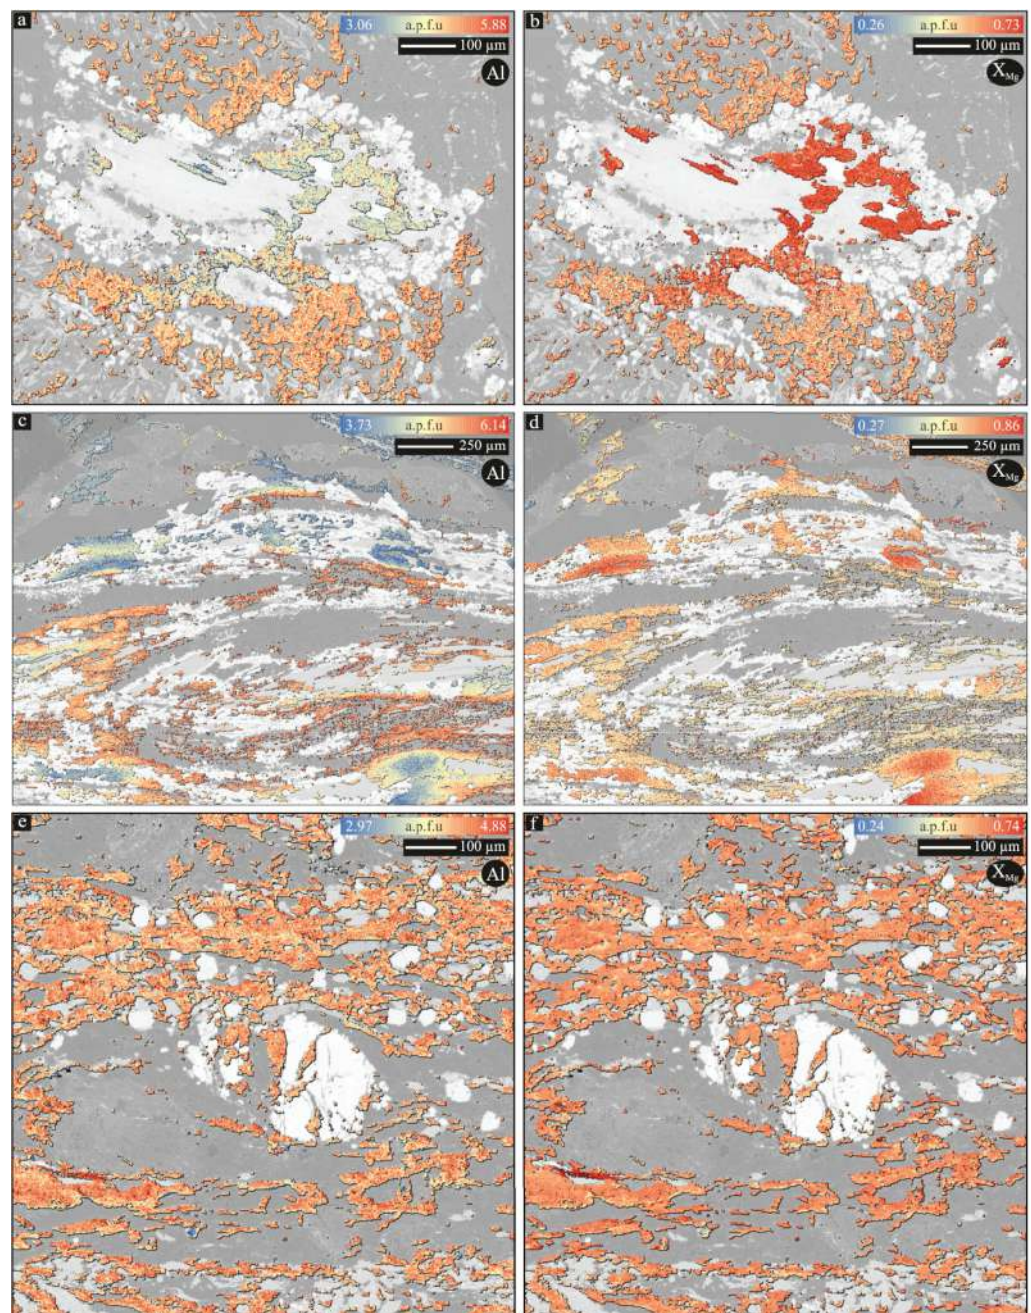 a 3.06 a.p.f.u 5.88
100 µm
Al
b 0.26 a.p.f.u 0.73
100 µm
XMg
c 3.73 a.p.f.u 6.14
250 µm
Al
d 0.27 a.p.f.u 0.86
250 µm
XMg
e 2.97 a.p.f.u 4.88
100 µm
Al
f 0.24 a.p.f.u 0.74
100 µm
XMg